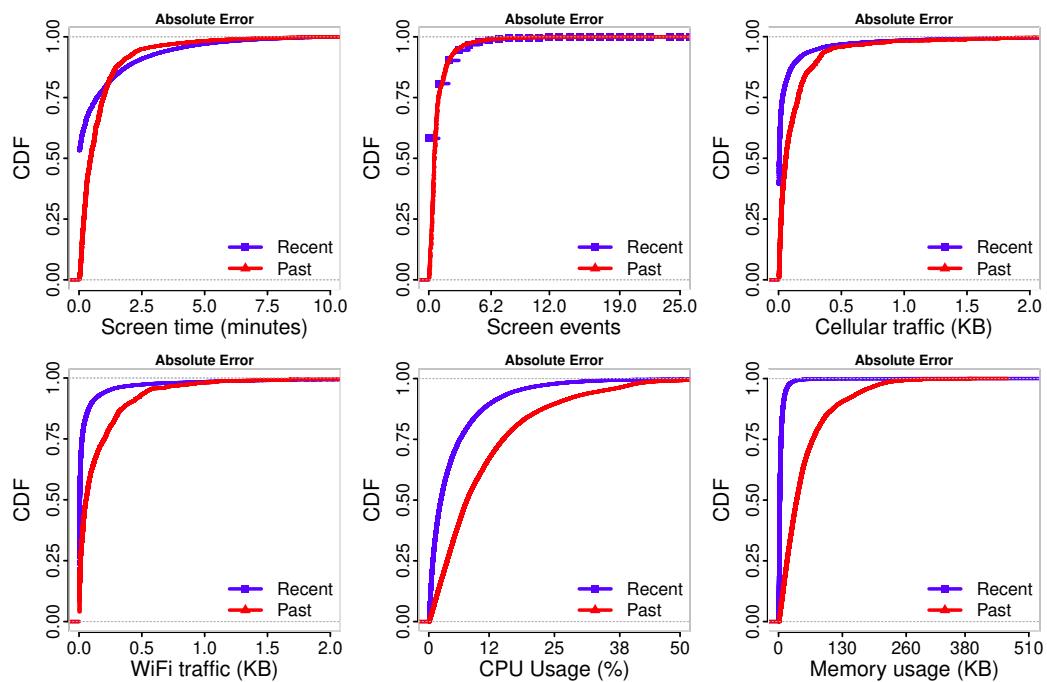 Absolute Error
CDF
0.00 0.25 0.50 0.75 1.00
Recent
Past
0.0 2.5 5.0 7.5 10.0
Screen time (minutes)
Absolute Error
CDF
0.00 0.25 0.50 0.75 1.00
Recent
Past
0.0 6.2 12.0 19.0 25.0
Screen events
Absolute Error
CDF
0.00 0.25 0.50 0.75 1.00
Recent
Past
0.0 0.5 1.0 1.5 2.0
Cellular traffic (KB)
Absolute Error
CDF
0.00 0.25 0.50 0.75 1.00
Recent
Past
0.0 0.5 1.0 1.5 2.0
WiFi traffic (KB)
Absolute Error
CDF
0.00 0.25 0.50 0.75 1.00
Recent
Past
0 12 25 38 50
CPU Usage (%)
Absolute Error
CDF
0.00 0.25 0.50 0.75 1.00
Recent
Past
0 130 260 380 510
Memory usage (KB)